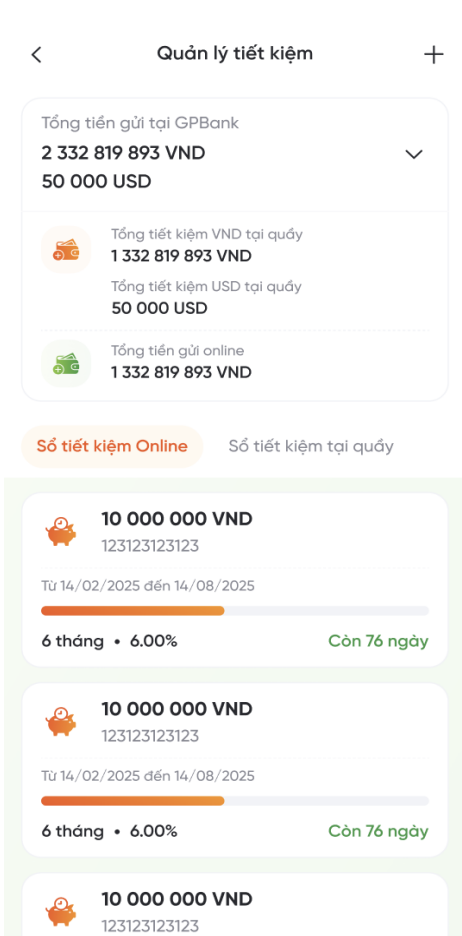 Quản lý tiết kiệm
Tổng tiền gửi tại GPBank
2 332 819 893 VND
50 000 USD
Tổng tiết kiệm VND tại quầy
1 332 819 893 VND
Tổng tiết kiệm USD tại quầy
50 000 USD
Tổng tiền gửi online
1 332 819 893 VND
Sổ tiết kiệm Online
Sổ tiết kiệm tại quầy
10 000 000 VND
123123123123
Từ 14/02/2025 đến 14/08/2025
6 tháng • 6.00%
Còn 76 ngày
10 000 000 VND
123123123123
Từ 14/02/2025 đến 14/08/2025
6 tháng • 6.00%
Còn 76 ngày
10 000 000 VND
123123123123